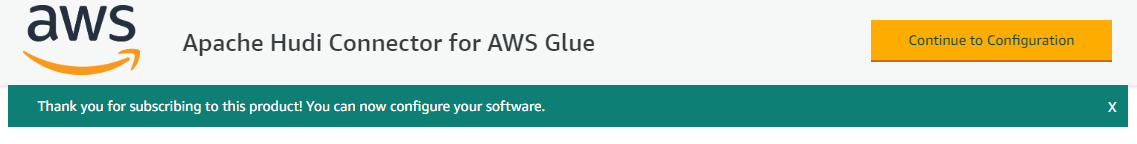 aws
Apache Hudi Connector for AWS Glue
Continue to Configuration
Thank you for subscribing to this product! You can now configure your software.
X